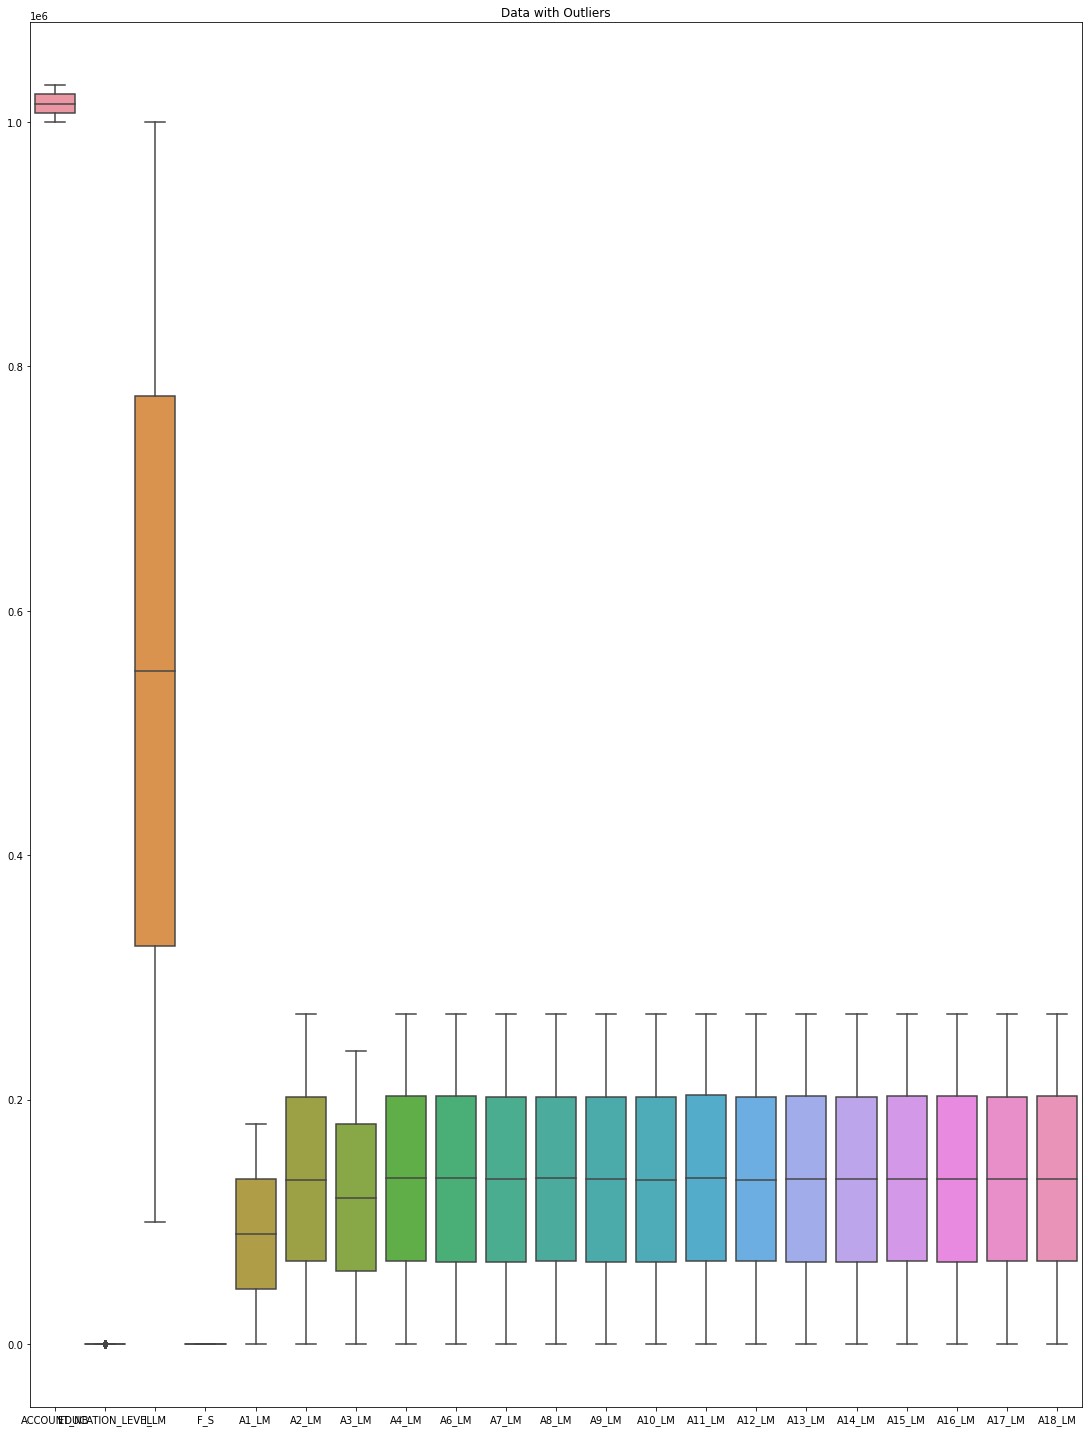 Data with Outliers
1e6
1.0
0.8
0.6
0.4
0.2
0.0
F_S A1_LM A2_LM A3_LM A4_LM A6_LM A7_LM A8_LM A9_LM A10_LM A11_LM A12_LM A13_LM A14_LM A15_LM A16_LM A17_LM A18_LM